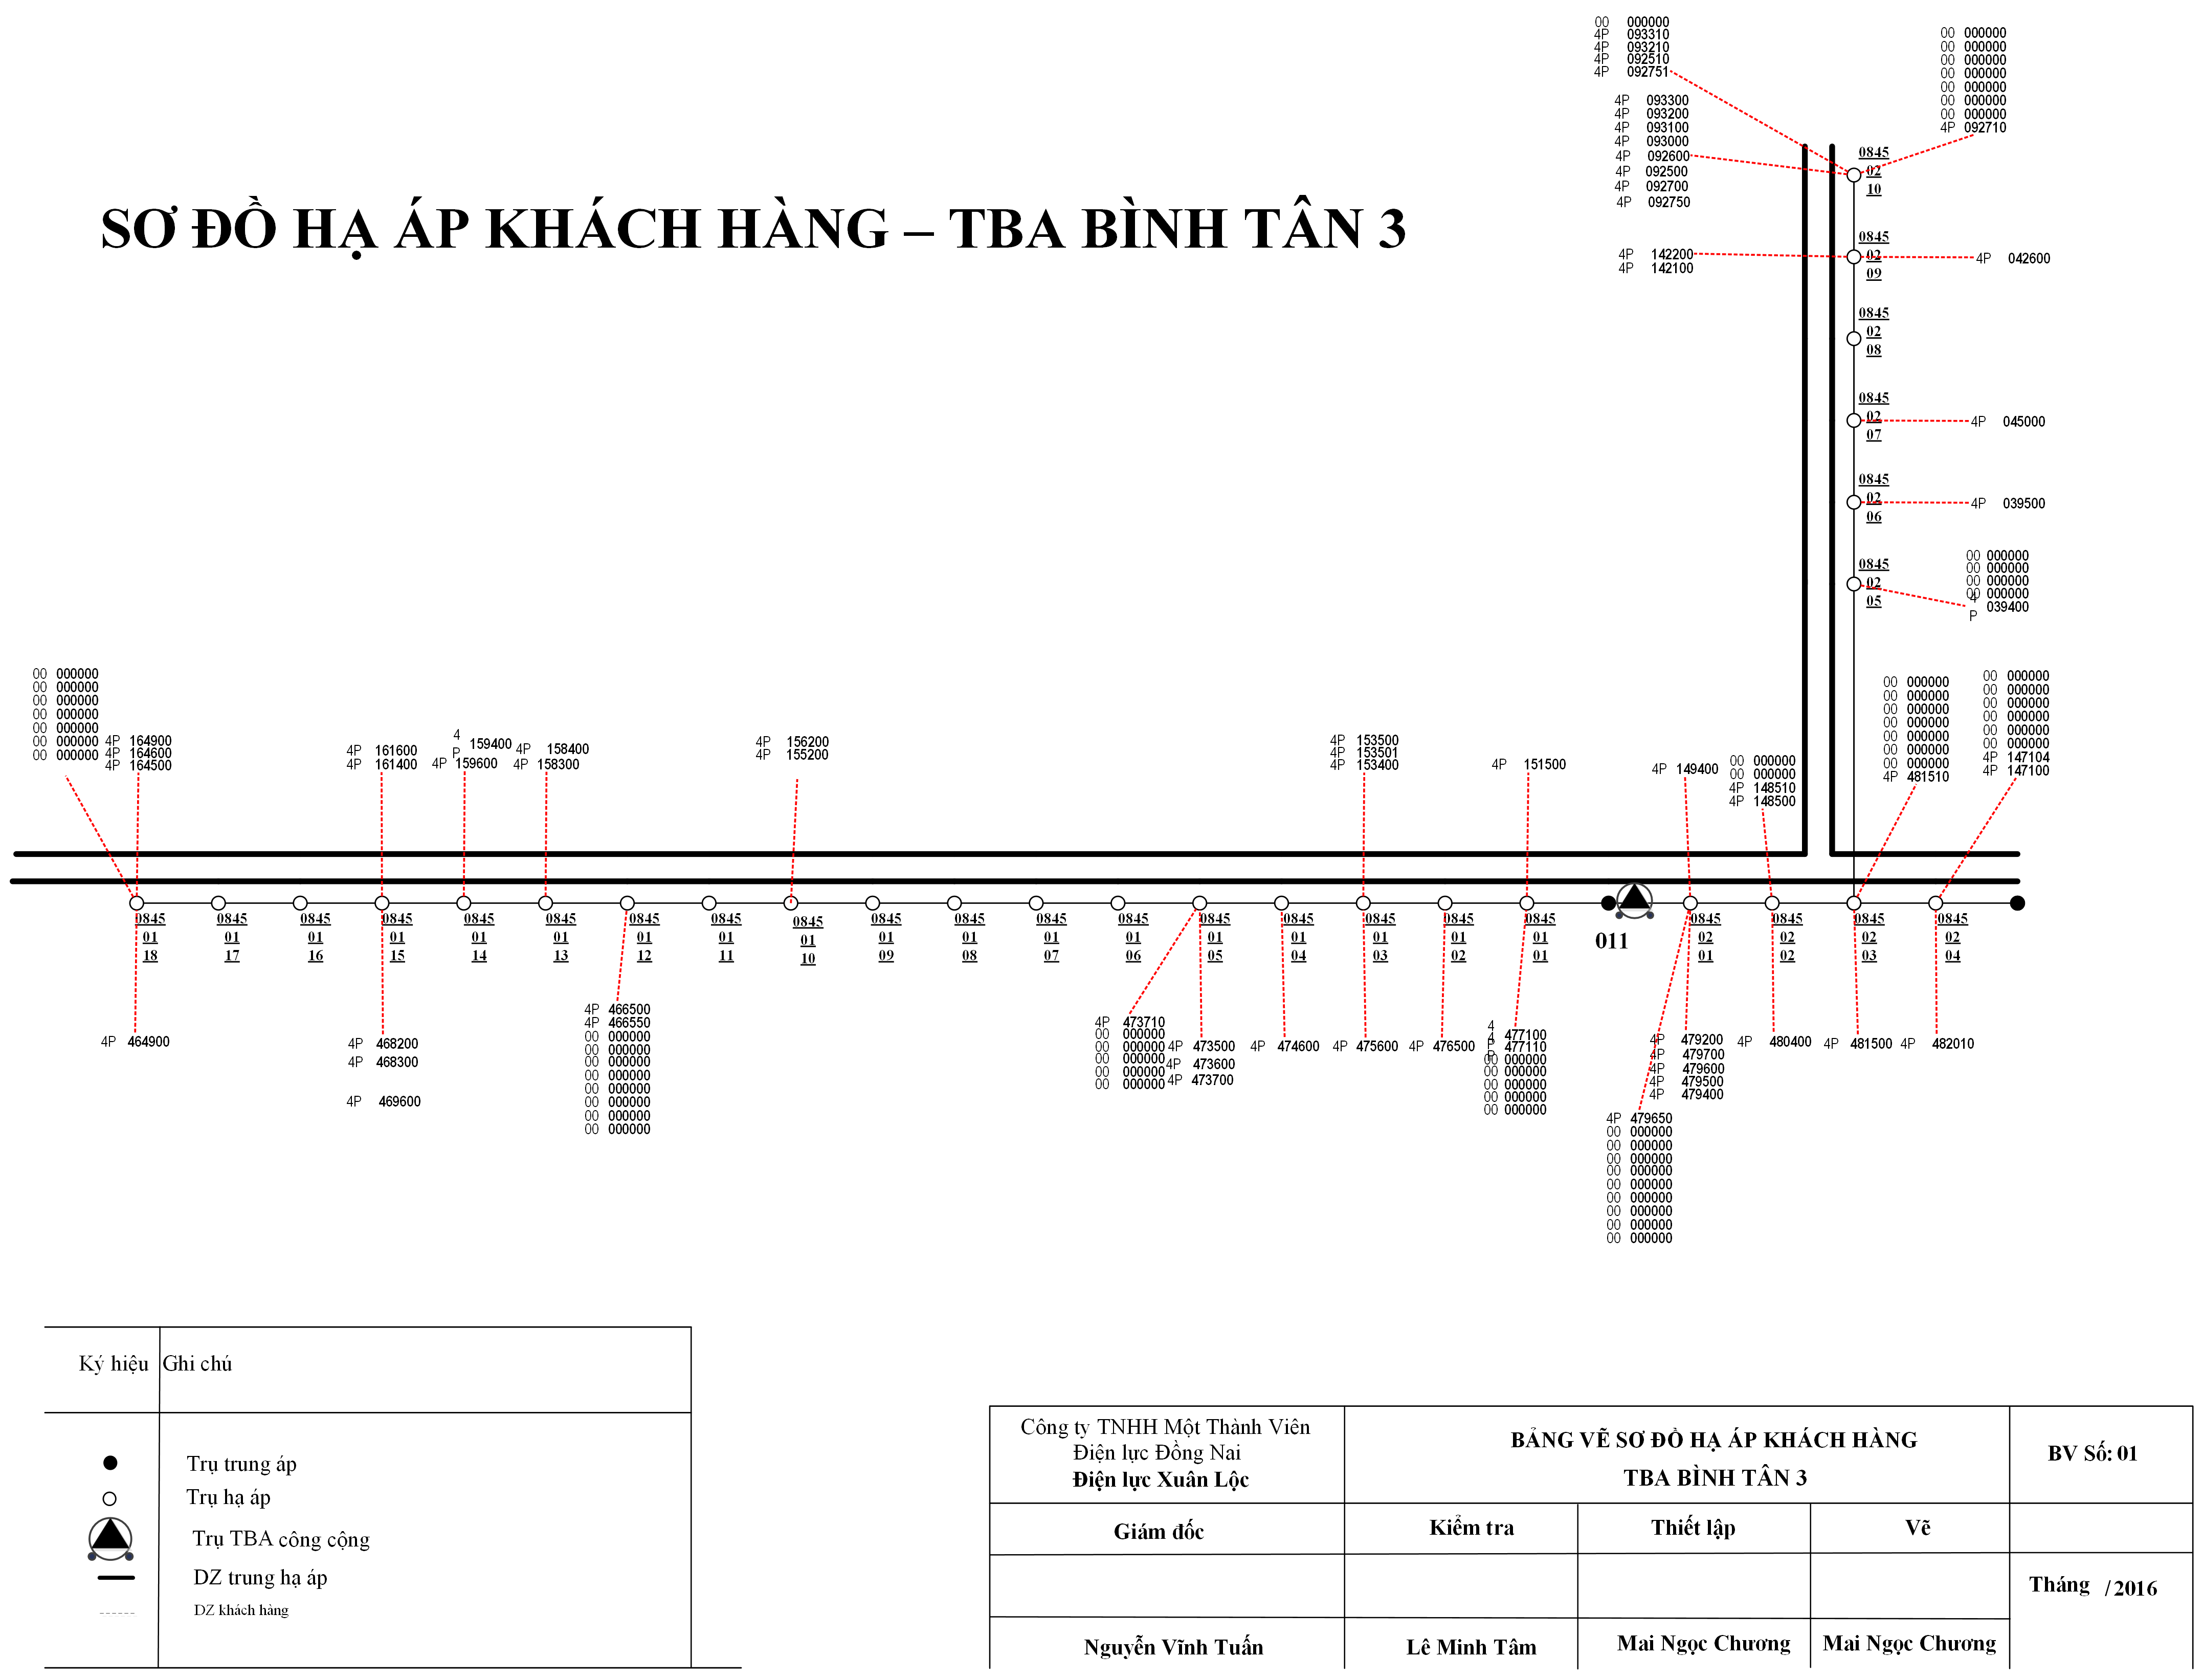 SƠ ĐỒ HẠ ÁP KHÁCH HÀNG – TBA BÌNH TÂN 3
00 000000
4P 093310
4P 093210
4P 092510
4P 092751
4P 093300
4P 093200
4P 093100
4P 093000
4P 092600
4P 092500
4P 092700
4P 092750
00 000000
00 000000
00 000000
00 000000
00 000000
00 000000
00 000000
4P 092710
0845
02
10
4P 142200
4P 142100
0845
02
09
4P 042600
0845
02
08
0845
02
07
4P 045000
0845
02
06
4P 039500
0845
02
05
00 000000
00 000000
00 000000
00 000000
4P 039400
00 000000
00 000000
00 000000
00 000000
00 000000
00 000000
00 000000
4P 164900
4P 164600
4P 164500
4P 161600
4P 161400
4P 159400
4P 159600
4P 158400
4P 158300
4P 156200
4P 155200
4P 153500
4P 153501
4P 153400
4P 151500
4P 149400
00 000000
00 000000
4P 148510
4P 148500
00 000000
00 000000
00 000000
00 000000
00 000000
00 000000
00 000000
4P 481510
00 000000
00 000000
00 000000
00 000000
00 000000
00 000000
4P 147104
4P 147100
0845
01
18
0845
01
17
0845
01
16
0845
01
15
0845
01
14
0845
01
13
0845
01
12
0845
01
11
0845
01
10
0845
01
09
0845
01
08
0845
01
07
0845
01
06
0845
01
05
0845
01
04
0845
01
03
0845
01
02
0845
01
01
011
0845
02
01
0845
02
02
0845
02
03
0845
02
04
4P 464900
4P 468200
4P 468300
4P 469600
4P 466500
4P 466550
00 000000
00 000000
00 000000
00 000000
00 000000
00 000000
00 000000
00 000000
4P 473710
00 000000
00 000000
00 000000
00 000000
00 000000
4P 473500
4P 473600
4P 473700
4P 474600
4P 475600
4P 476500
4P 477100
4P 477110
00 000000
00 000000
00 000000
00 000000
00 000000
4P 479200
4P 479700
4P 479600
4P 479500
4P 479400
4P 479650
00 000000
00 000000
00 000000
00 000000
00 000000
00 000000
00 000000
00 000000
00 000000
4P 480400
4P 481500
4P 482010
Ký hiệu Ghi chú
Trụ trung áp
Trụ hạ áp
Trụ TBA công cộng
DZ trung hạ áp
DZ khách hàng
Công ty TNHH Một Thành Viên
Điện lực Đồng Nai
Điện lực Xuân Lộc
BẢNG VẼ SƠ ĐỒ HẠ ÁP KHÁCH HÀNG
TBA BÌNH TÂN 3
BV Số: 01
Giám đốc
Kiểm tra
Thiết lập
Vẽ
Tháng /2016
Nguyễn Vĩnh Tuấn
Lê Minh Tâm
Mai Ngọc Chương
Mai Ngọc Chương